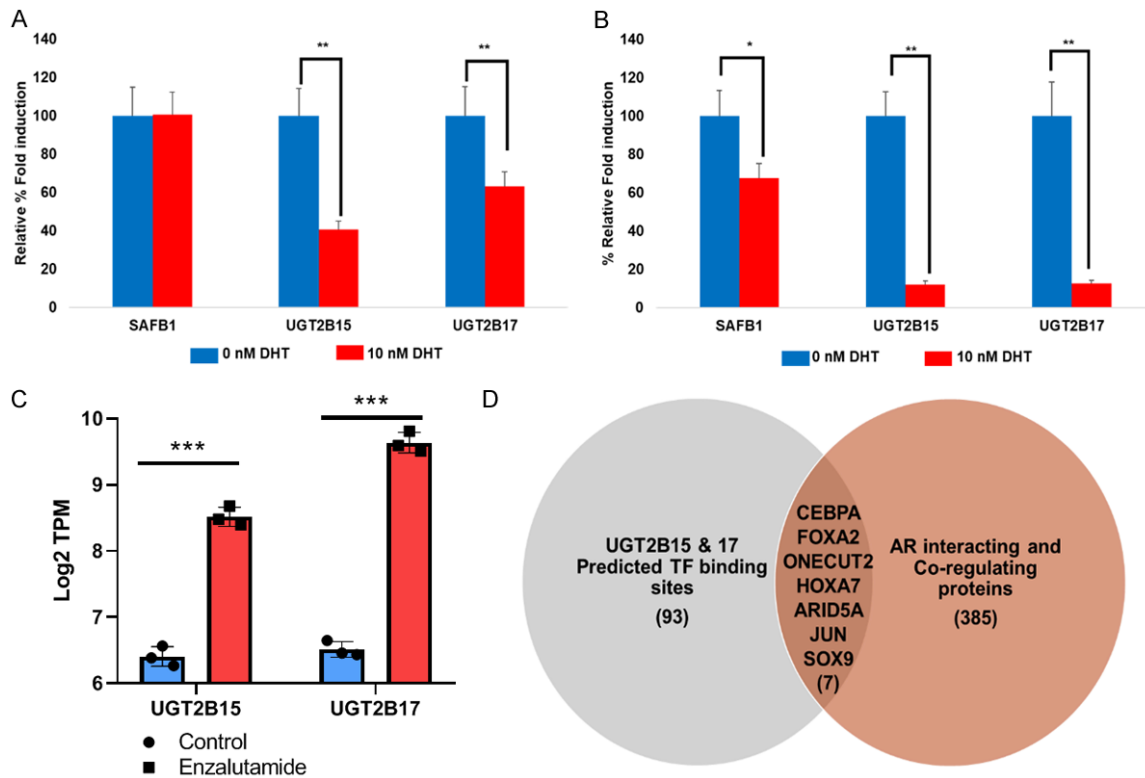 A
Relative % Fold induction
140
120
100
80
60
40
20
0
**
**
SAFB1
UGT2B15
UGT2B17
0 nM DHT
10 nM DHT
B
% Relative Fold induction
140
120
100
80
60
40
20
0
*
**
**
SAFB1
UGT2B15
UGT2B17
0 nM DHT
10 nM DHT
C
Log2 TPM
10
9
8
7
6
***
***
UGT2B15
UGT2B17
Control
Enzalutamide
D
UGT2B15 & 17
Predicted TF binding
sites
(93)
CEBPA
FOXA2
ONECUT2
HOXA7
ARID5A
JUN
SOX9
(7)
AR interacting and
Co-regulating
proteins
(385)